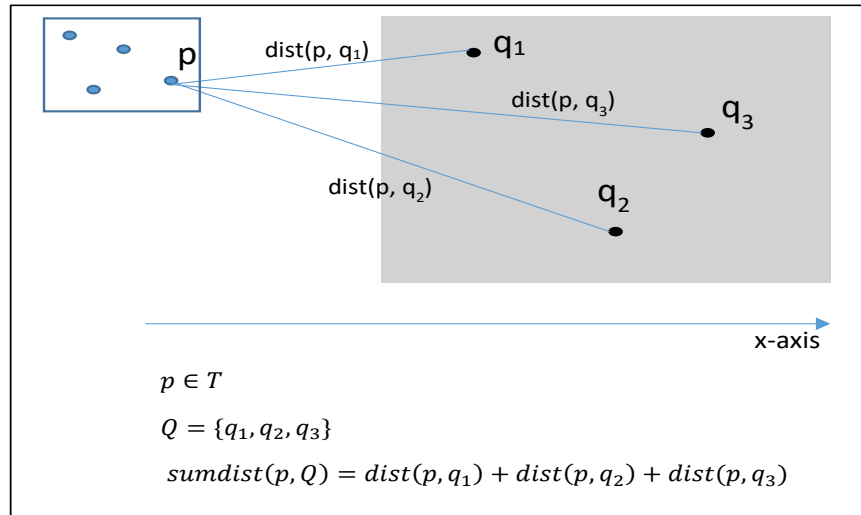 p
dist(p, q₁)
q₁
dist(p, q₃)
q₃
dist(p, q₂)
q₂
x-axis
p ∈ T
Q = {q₁, q₂, q₃}
sumdist(p, Q) = dist(p, q₁) + dist(p, q₂) + dist(p, q₃)